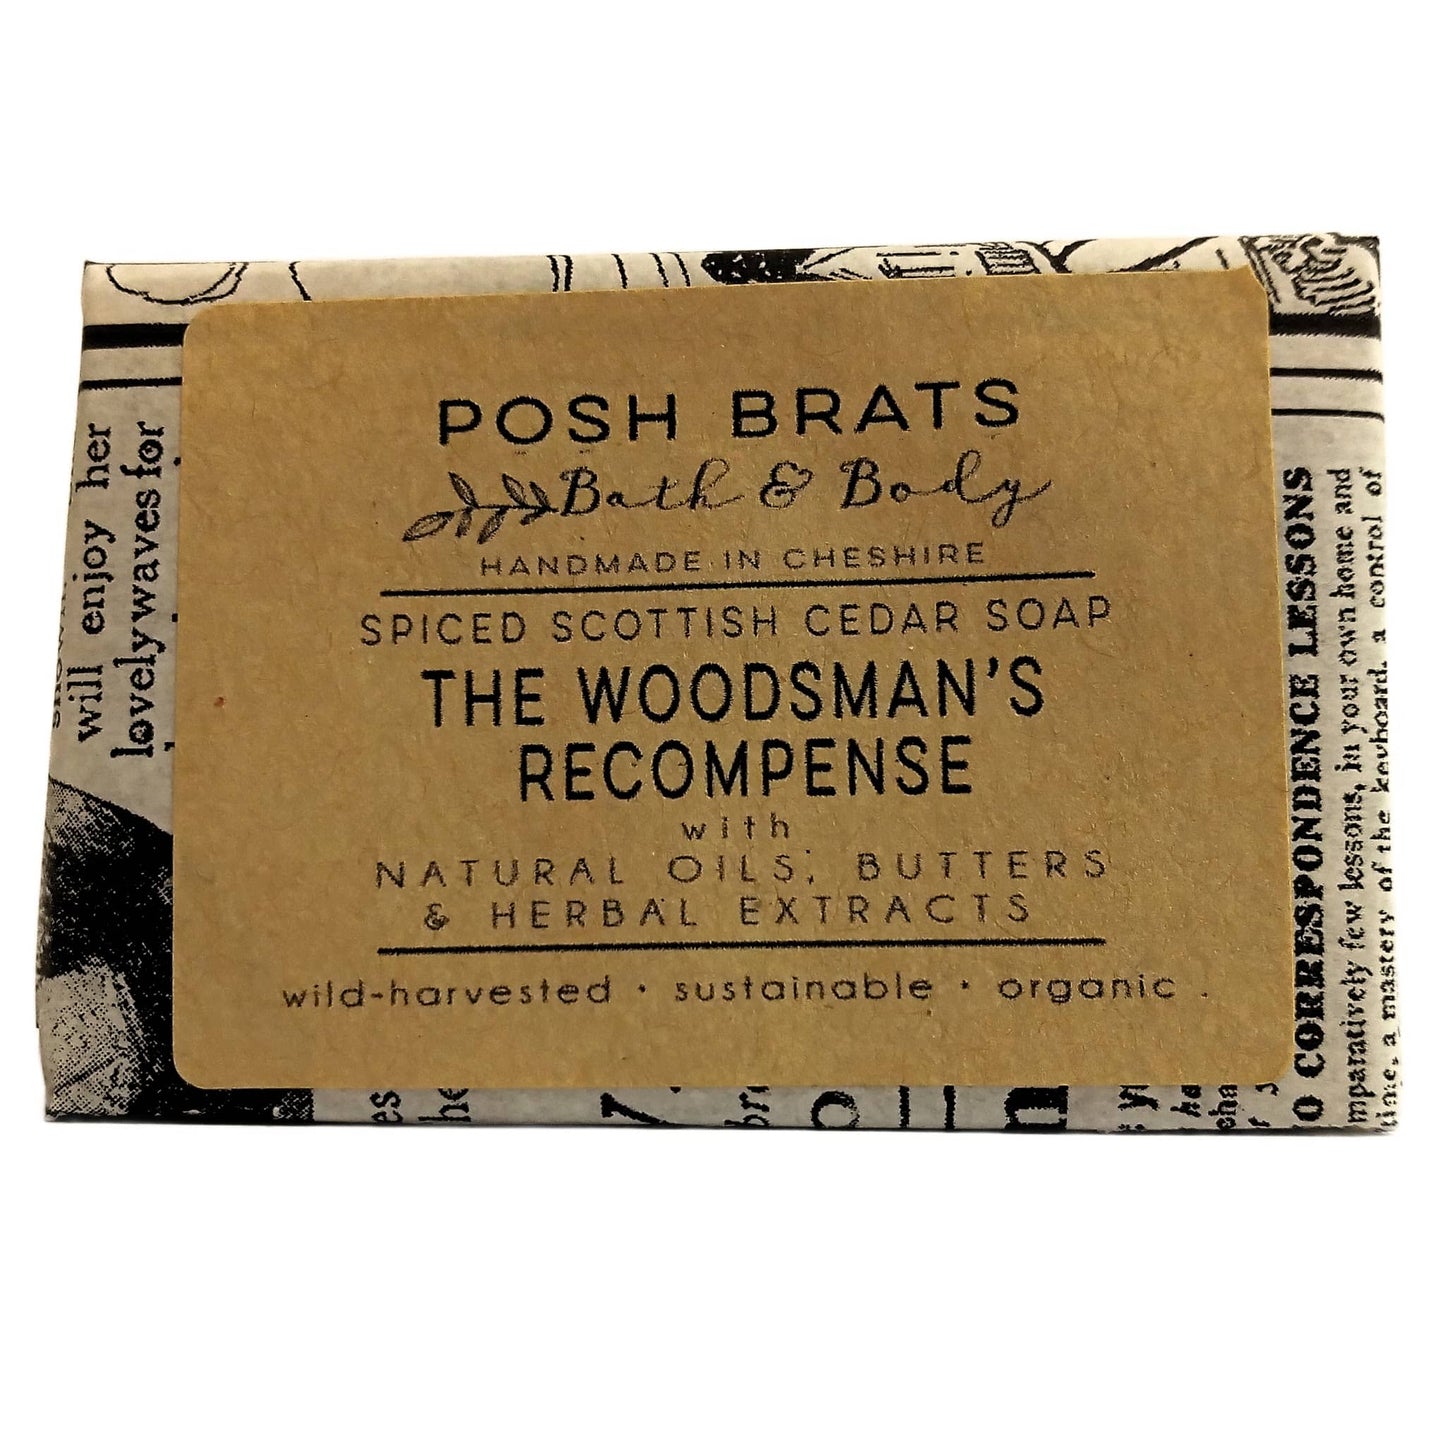 POSH BRATS
Bath & Body
HANDMADE IN CHESHIRE
SPICED SCOTTISH CEDAR SOAP
THE WOODSMAN'S
RECOMPENSE
with
NATURAL OILS, BUTTERS
& HERBAL EXTRACTS
wild-harvested · sustainable · organic .
will enjoy her
lovely waves for
CORRESPONDENCE LESSONS
few lessons, in your own home and
time, a mastery of the keyboard, a control of